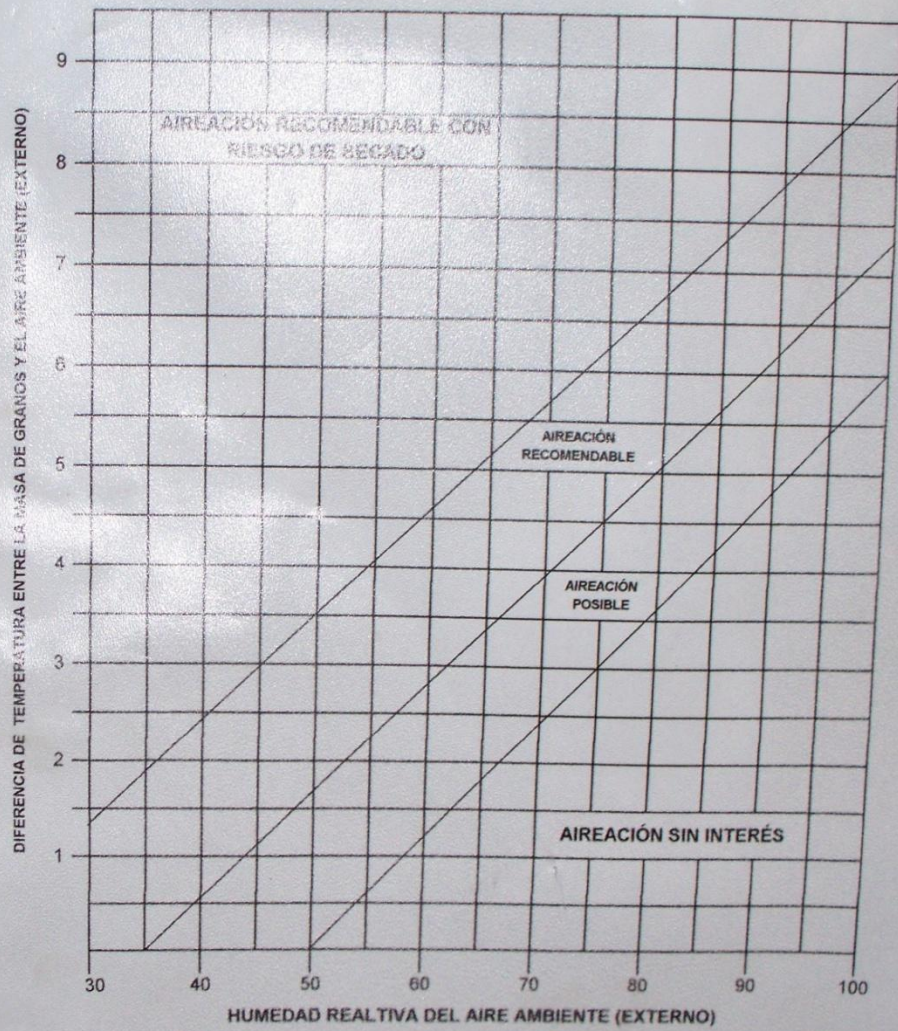 DIFERENCIA DE TEMPERATURA ENTRE LA MASA DE GRANOS Y EL AIRE AMBIENTE (EXTERNO)
9
8
7
6
5
4
3
2
1
AIREACIÓN RECOMENDABLE CON
RIESGO DE SECADO
AIREACIÓN
RECOMENDABLE
AIREACIÓN
POSIBLE
AIREACIÓN SIN INTERÉS
30 40 50 60 70 80 90 100
HUMEDAD REALTIVA DEL AIRE AMBIENTE (EXTERNO)